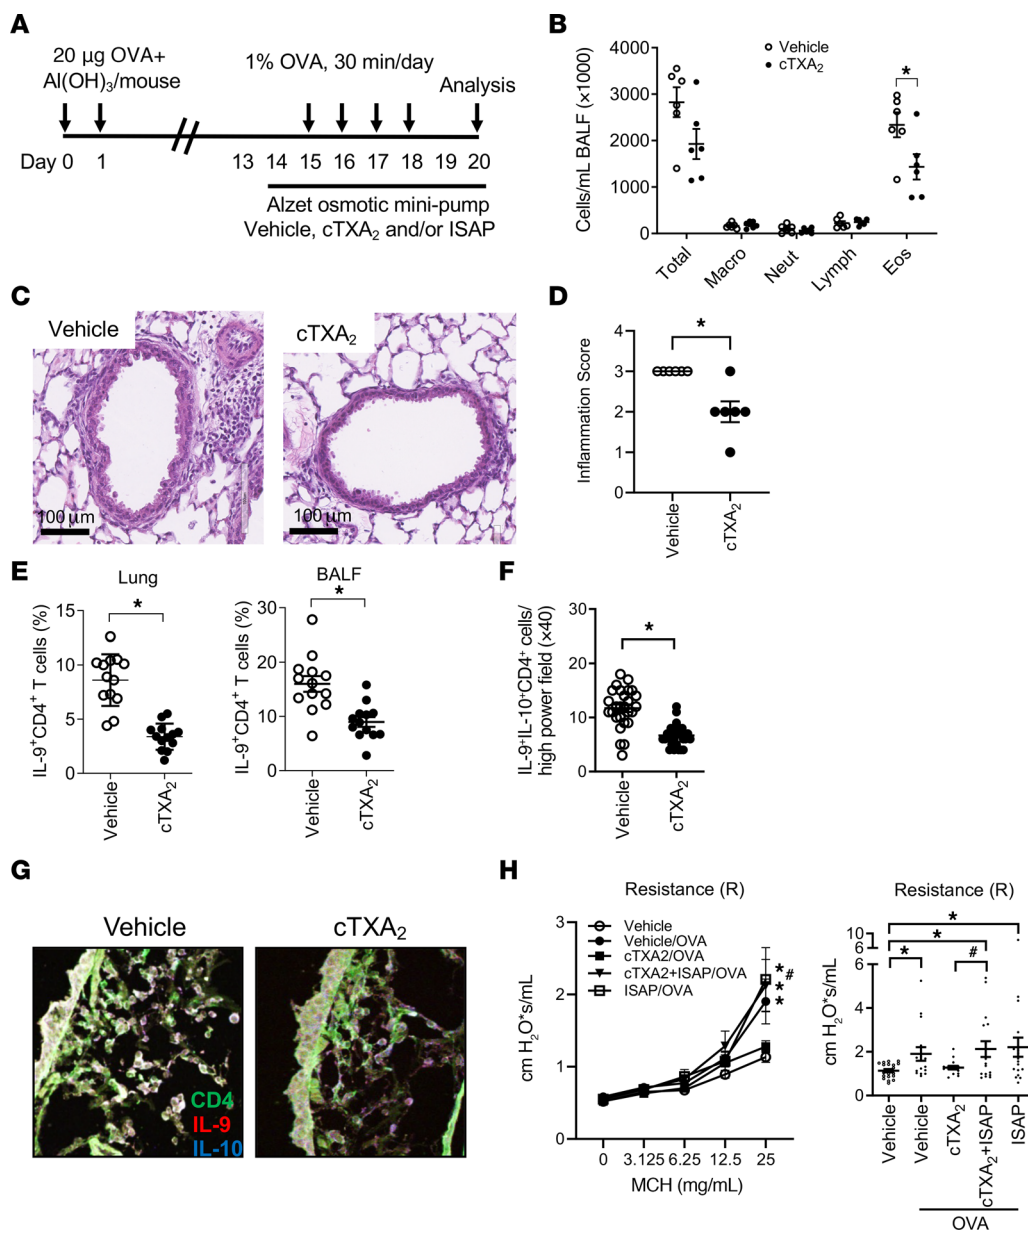 A
20 µg OVA+
Al(OH)3/mouse
1% OVA, 30 min/day
Analysis
Day 0 1 13 14 15 16 17 18 19 20
Alzet osmotic mini-pump
Vehicle, cTXA2 and/or ISAP
B
Vehicle
cTXA2
*
Cells/mL BALF (×1000)
4000
3000
2000
1000
0
Total Macro Neut Lymph Eos
C
Vehicle
cTXA2
100 µm
100 µm
D
*
Inflammation Score
4
3
2
1
0
Vehicle cTXA2
E
Lung
*
IL-9+CD4+ T cells (%)
15
10
5
0
Vehicle cTXA2
BALF
*
IL-9+CD4+ T cells (%)
30
20
10
0
Vehicle cTXA2
F
*
IL-9+IL-10+CD4+ cells/
high power field (×40)
30
20
10
0
Vehicle cTXA2
G
Vehicle
cTXA2
CD4
IL-9
IL-10
H
Resistance (R)
Vehicle
Vehicle/OVA
cTXA2/OVA
cTXA2+ISAP/OVA
ISAP/OVA
* #
*
*
cm H2O*s/mL
3
2
1
0
0 3.125 6.25 12.5 25
MCH (mg/mL)
Resistance (R)
*
*
* #
cm H2O*s/mL
10
6
6
4
2
0
Vehicle Vehicle cTXA2 cTXA2+ISAP ISAP
OVA